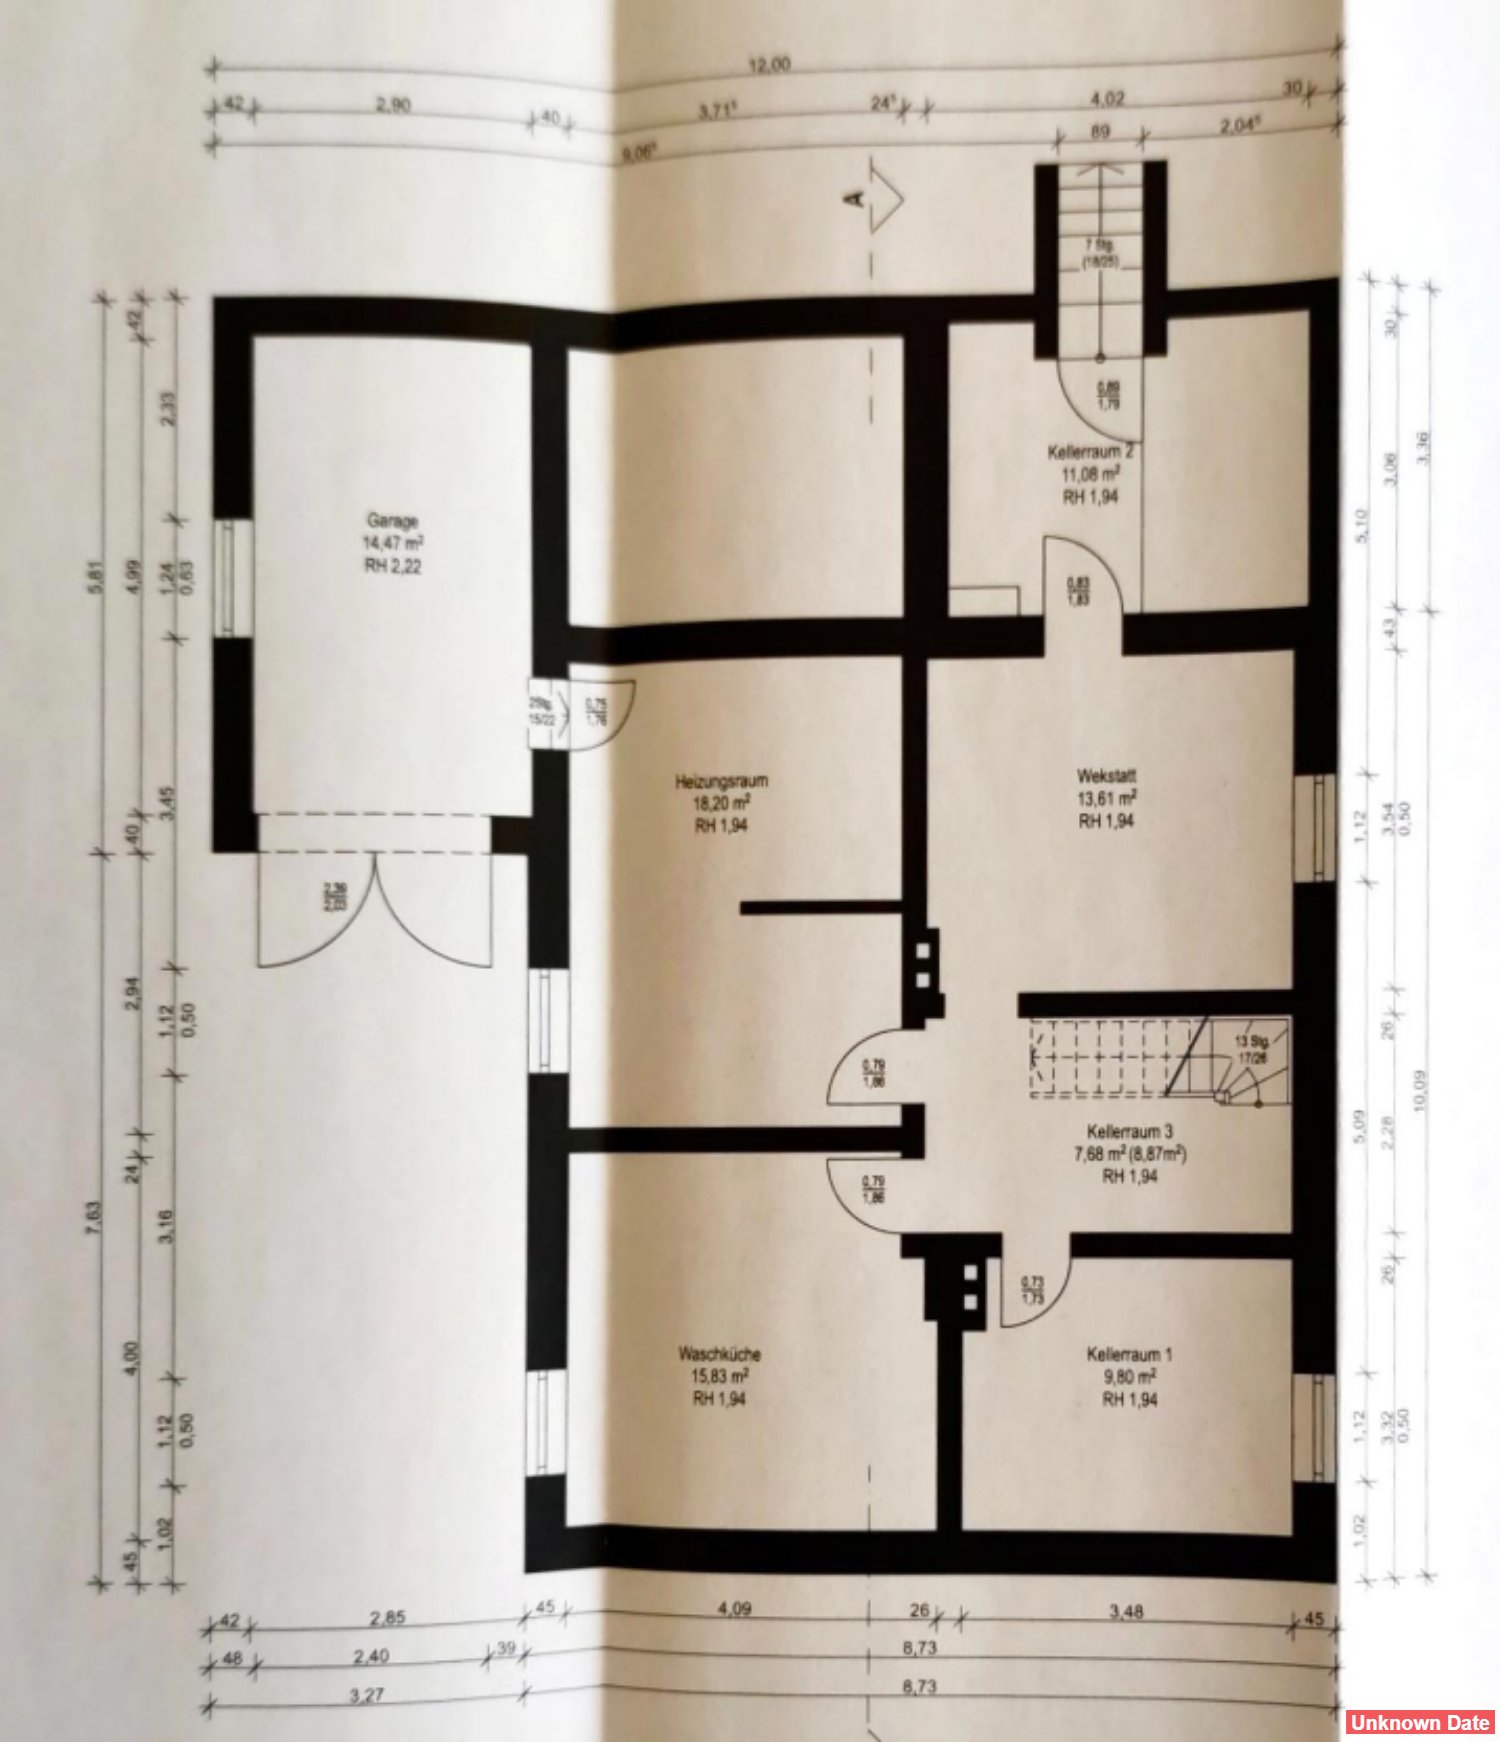 12,00
42
2,90
40
3,71⁵
24⁵
4,02
30
9,06⁵
89
2,04⁵
A
7 Stg.
(18/25)
0,89
1,79
Kellerraum 2
11,08 m²
RH 1,94
0,83
1,83
Garage
14,47 m²
RH 2,22
2Stg.
15/22
0,75
1,76
Heizungsraum
18,20 m²
RH 1,94
Wekstatt
13,61 m²
RH 1,94
2,36
0,79
1,86
13 Stg.
17/26
Kellerraum 3
7,68 m² (8,87m²)
RH 1,94
0,79
1,86
0,73
1,73
Waschküche
15,83 m²
RH 1,94
Kellerraum 1
9,80 m²
RH 1,94
5,81
7,63
42
4,99
40
2,94
24
4,00
45
2,33
1,24
0,63
3,45
1,12
0,50
3,16
1,12
0,50
1,02
5,10
1,12
5,09
1,12
1,02
30
3,06
43
3,54
0,50
26
2,28
26
3,32
0,50
3,36
10,09
42
2,85
45
4,09
26
3,48
45
48
2,40
39
8,73
3,27
8,73
Unknown Date